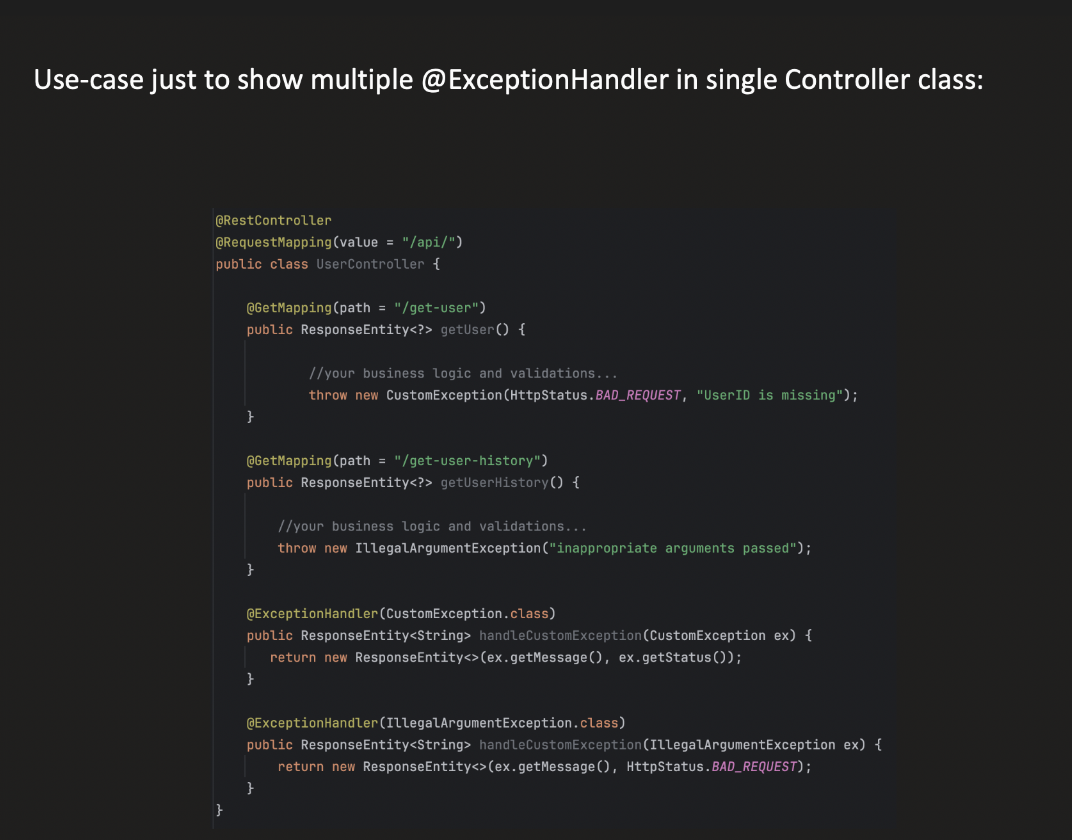 Use-case just to show multiple @ExceptionHandler in single Controller class:
@RestController
@RequestMapping(value = "/api/")
public class UserController {
@GetMapping(path = "/get-user")
public ResponseEntity<?> getUser() {
//your business logic and validations...
throw new CustomException(HttpStatus.BAD_REQUEST, "UserID is missing");
}
@GetMapping(path = "/get-user-history")
public ResponseEntity<?> getUserHistory() {
//your business logic and validations...
throw new IllegalArgumentException("inappropriate arguments passed");
}
@ExceptionHandler(CustomException.class)
public ResponseEntity<String> handleCustomException(CustomException ex) {
return new ResponseEntity<>(ex.getMessage(), ex.getStatus());
}
@ExceptionHandler(IllegalArgumentException.class)
public ResponseEntity<String> handleCustomException(IllegalArgumentException ex) {
return new ResponseEntity<>(ex.getMessage(), HttpStatus.BAD_REQUEST);
}
}